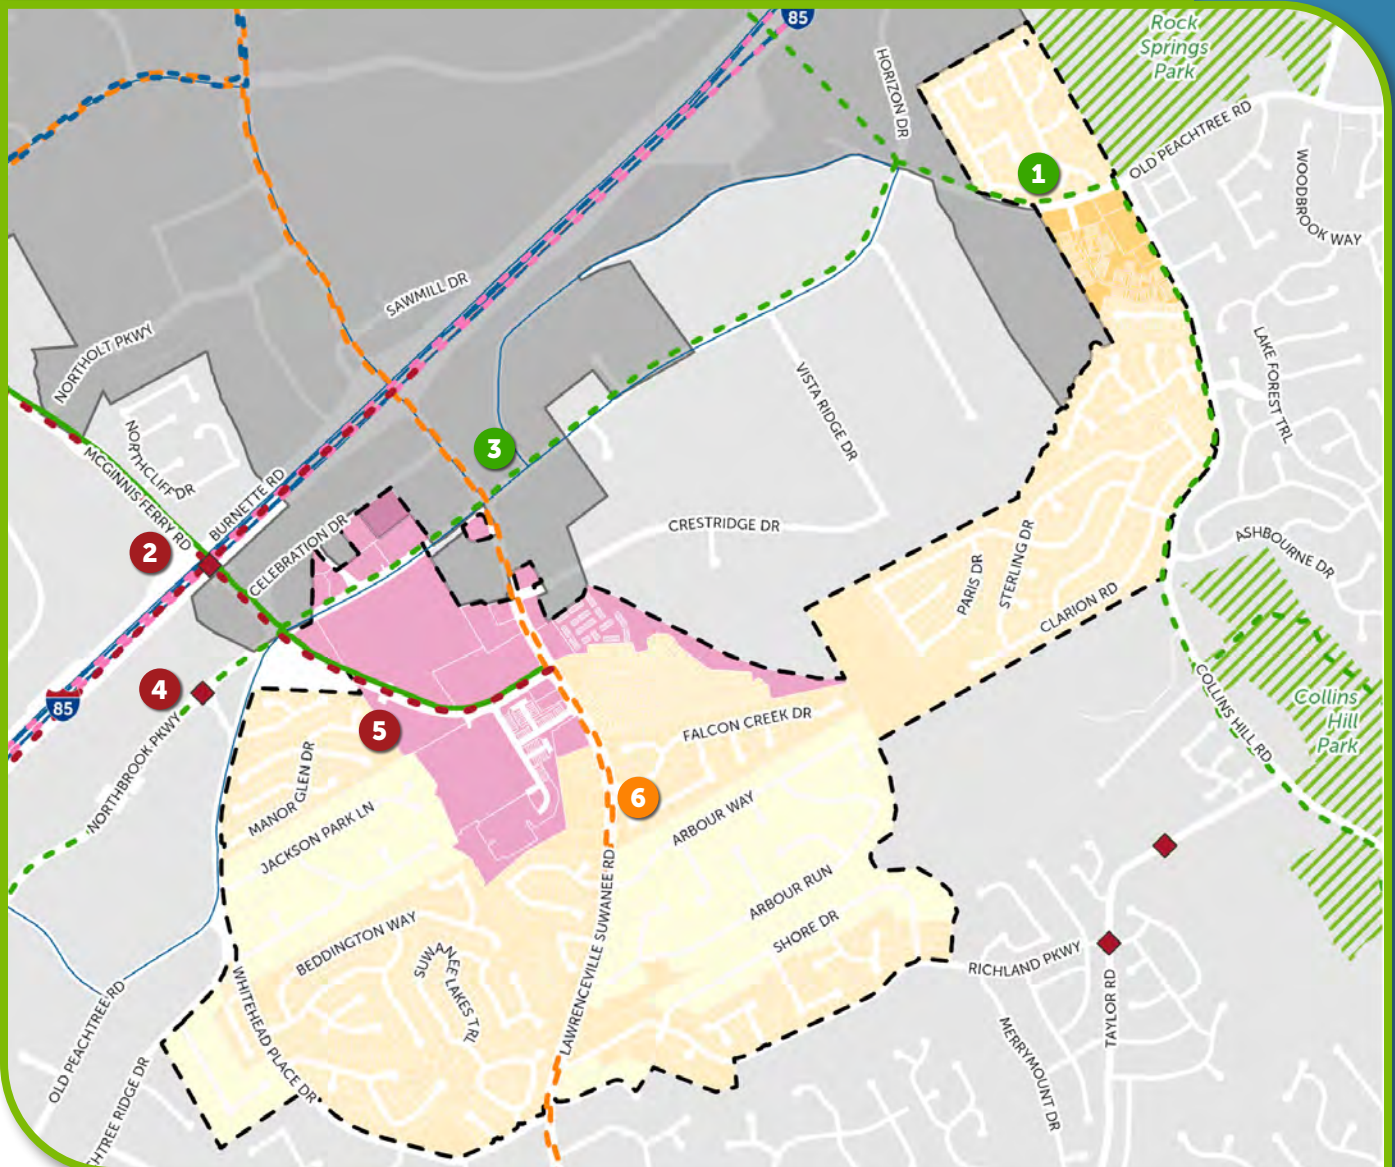 85
Rock
Springs
Park
HORIZON DR
OLD PEACHTREE RD
WOODBROOK WAY
1
SAWMILL DR
NORTHOLT PKWY
LAKE FOREST TRL
VISTA RIDGE DR
NORTHCLIFF DR
MCGINNIS FERRY RD
BURNETTE RD
3
CELEBRATION DR
CRESTRIDGE DR
2
ASHBOURNE DR
PARIS DR
STERLING DR
CLARION RD
4
85
5
NORTHBROOK PKWY
FALCON CREEK DR
COLLINS HILL RD
Collins
Hill
Park
MANOR GLEN DR
JACKSON PARK LN
6
ARBOUR WAY
ARBOUR RUN
SHORE DR
BEDDINGTON WAY
SUWANEE LAKES TRL
LAWRENCEVILLE SUWANEE RD
RICHLAND PKWY
TAYLOR RD
MERRYMOUNT DR
OLD PEACHTREE RD
WHITEHEAD PLACE DR
CHTREE RIDGE DR